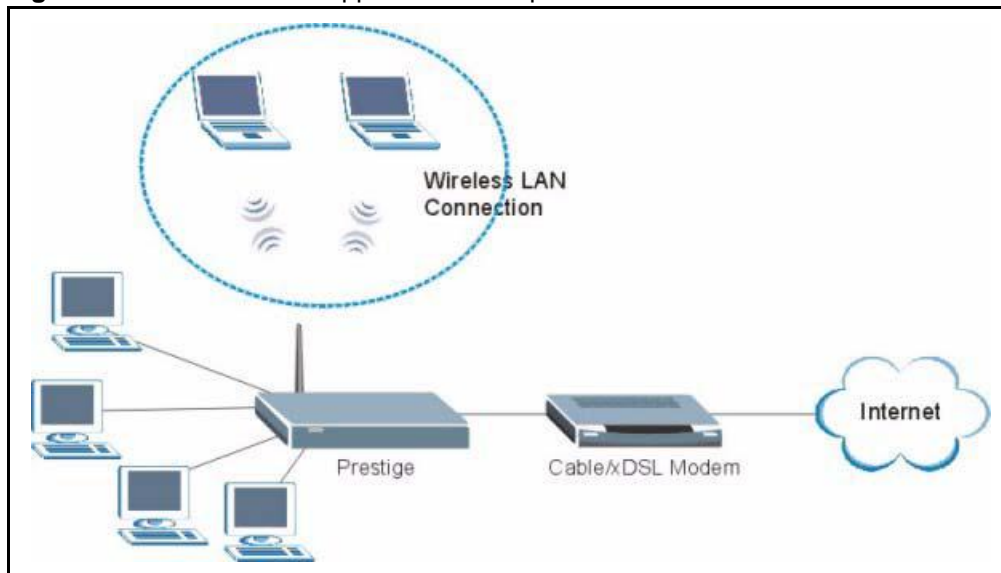 Wireless LAN
Connection
Internet
Prestige
Cable/xDSL Modem